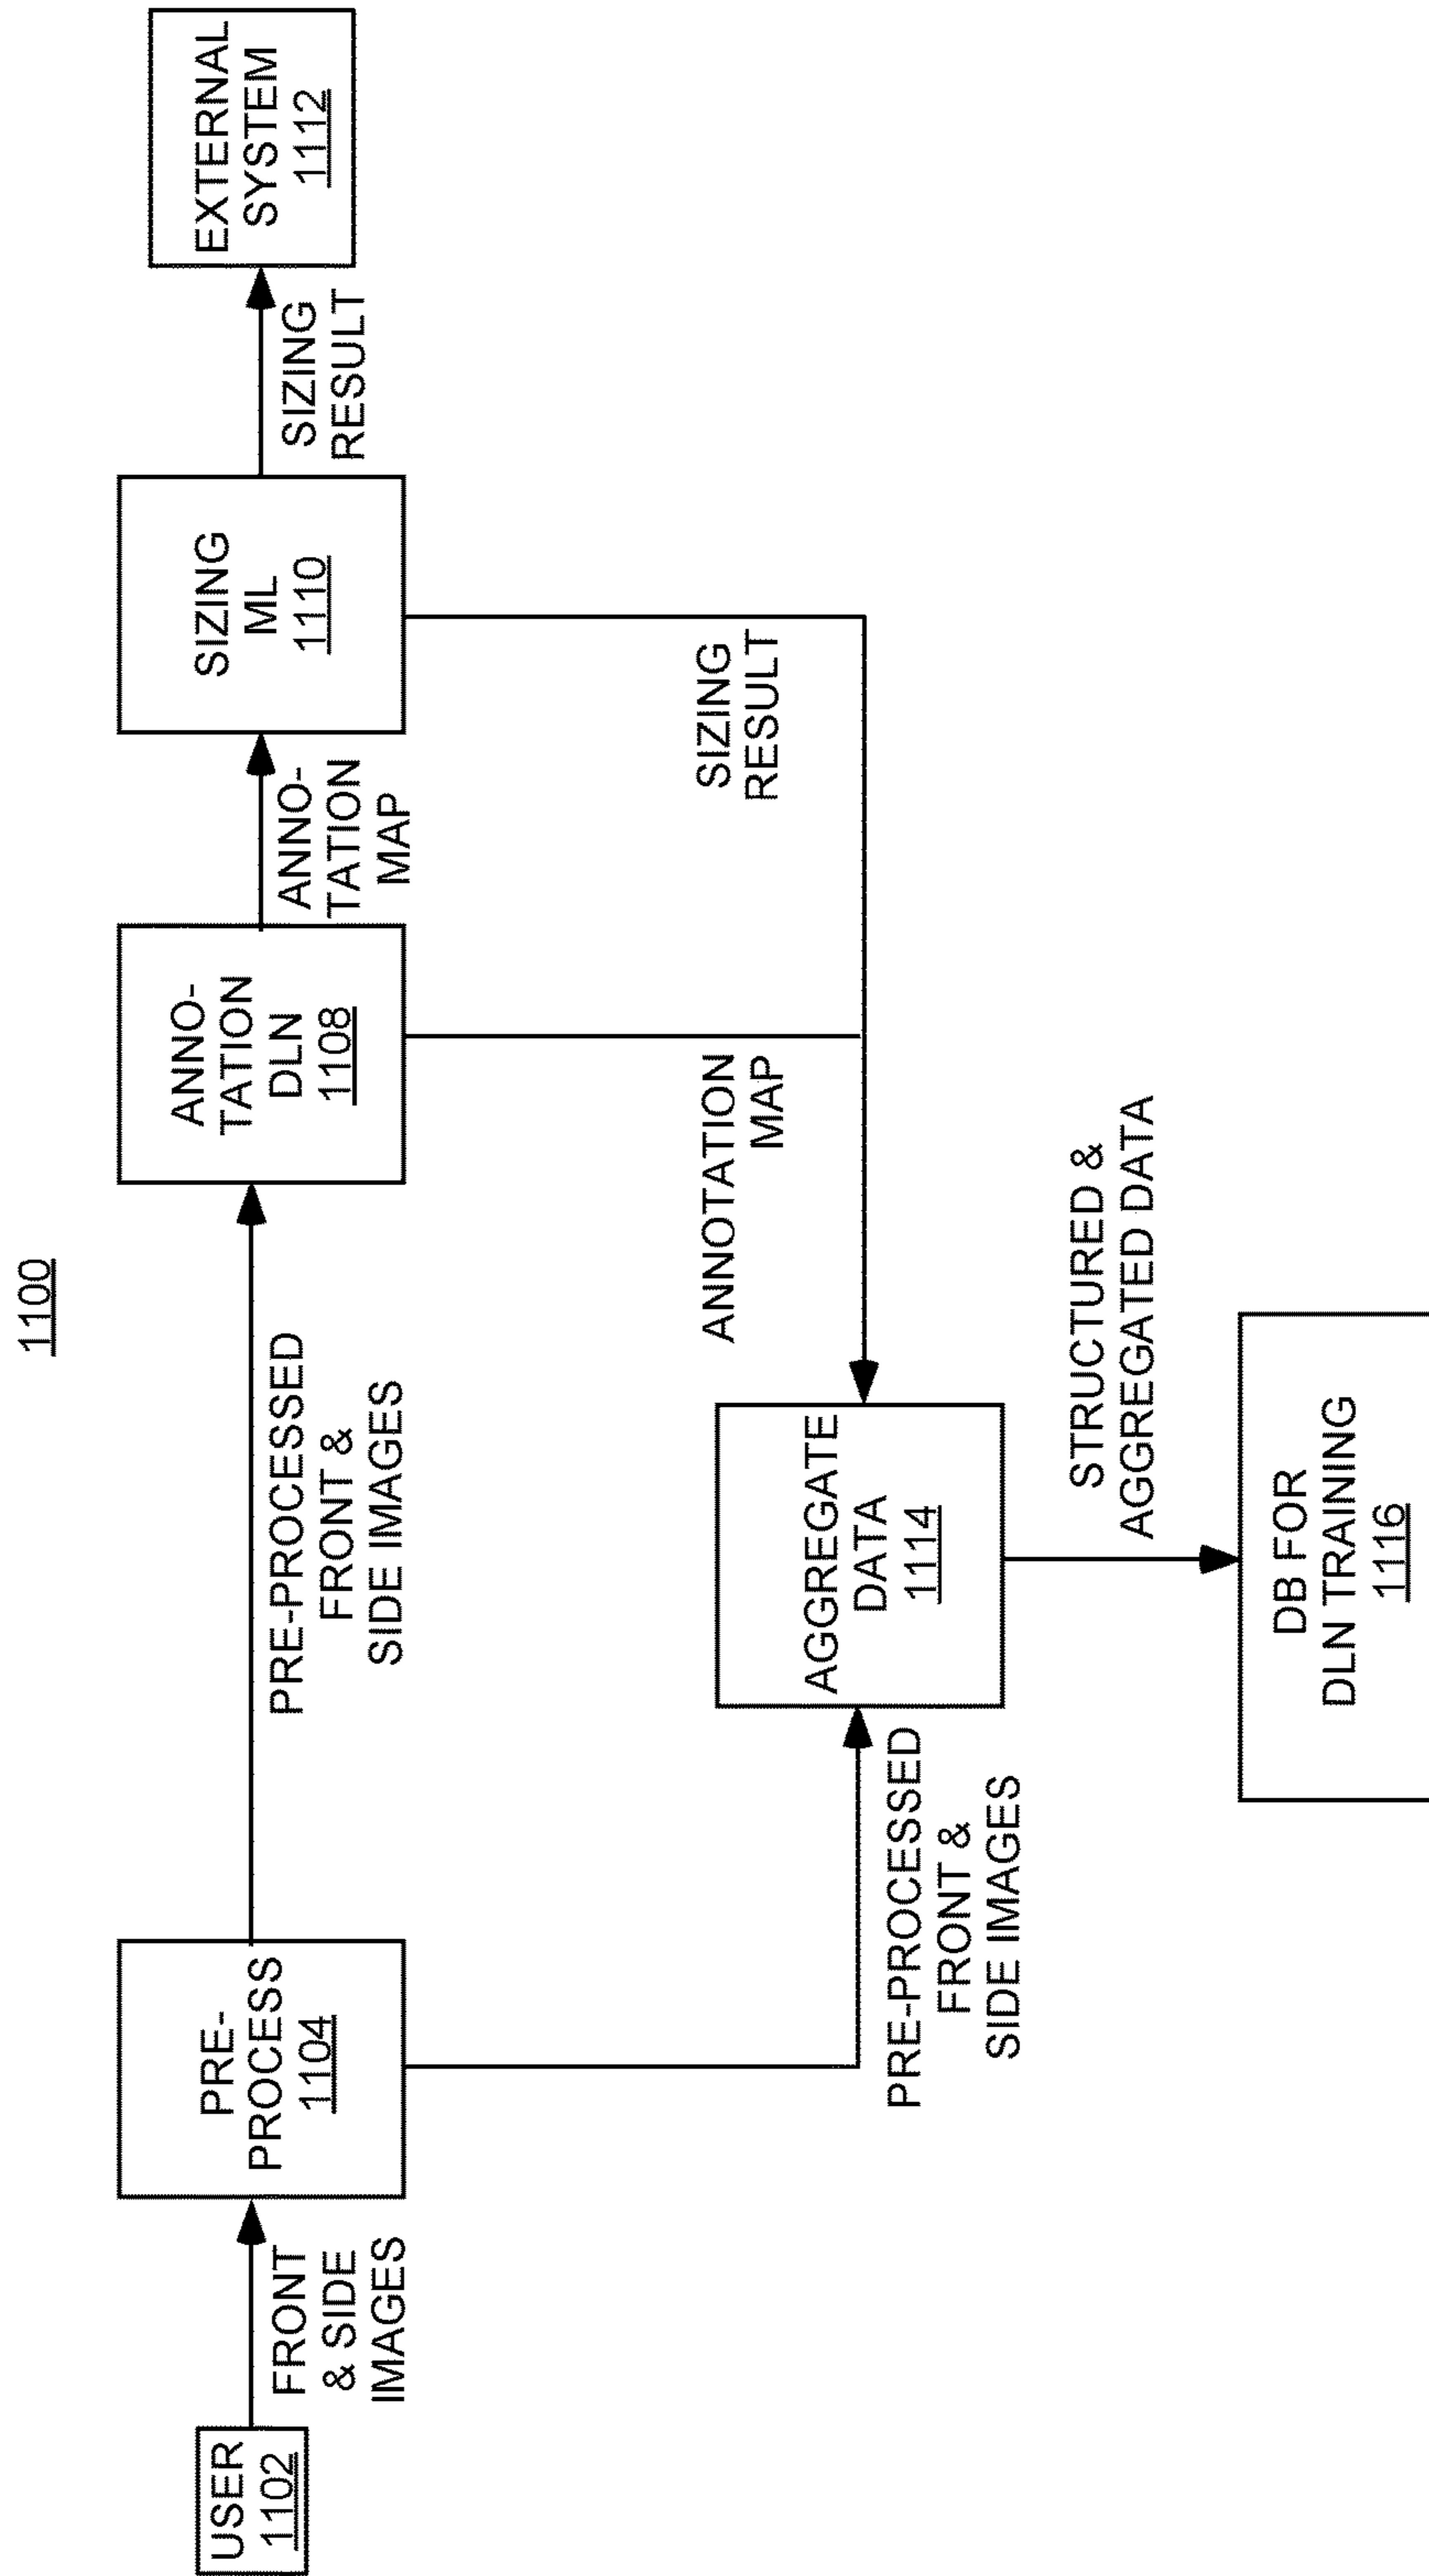 1100
USER
1102
FRONT
& SIDE
IMAGES
PRE-
PROCESS
1104
PRE-PROCESSED
FRONT &
SIDE IMAGES
ANNO-
TATION
DLN
1108
ANNO-
TATION
MAP
SIZING
ML
1110
SIZING
RESULT
EXTERNAL
SYSTEM
1112
PRE-PROCESSED
FRONT &
SIDE IMAGES
AGGREGATE
DATA
1114
ANNOTATION
MAP
SIZING
RESULT
STRUCTURED &
AGGREGATED DATA
DB FOR
DLN TRAINING
1116